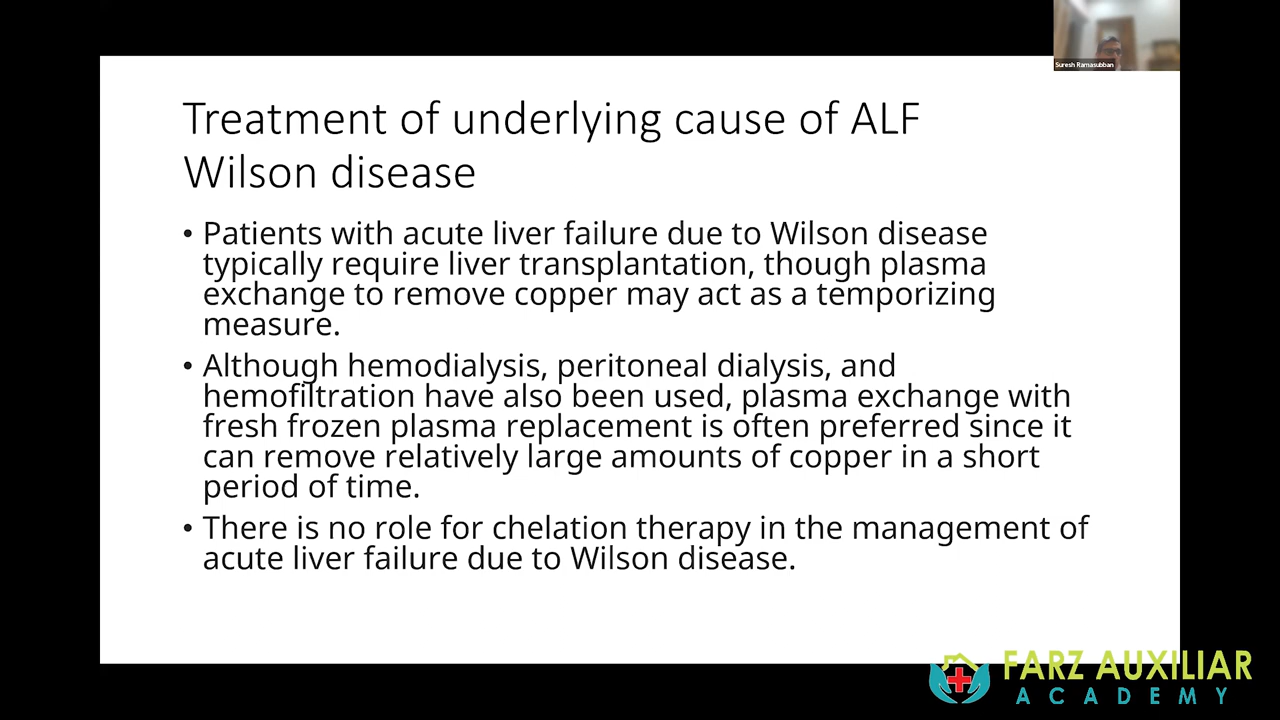 Suresh Ramasubban
Treatment of underlying cause of ALF
Wilson disease
• Patients with acute liver failure due to Wilson disease
typically require liver transplantation, though plasma
exchange to remove copper may act as a temporizing
measure.
• Although hemodialysis, peritoneal dialysis, and
hemofiltration have also been used, plasma exchange with
fresh frozen plasma replacement is often preferred since it
can remove relatively large amounts of copper in a short
period of time.
• There is no role for chelation therapy in the management of
acute liver failure due to Wilson disease.
FARZ AUXILIAR
ACADEMY